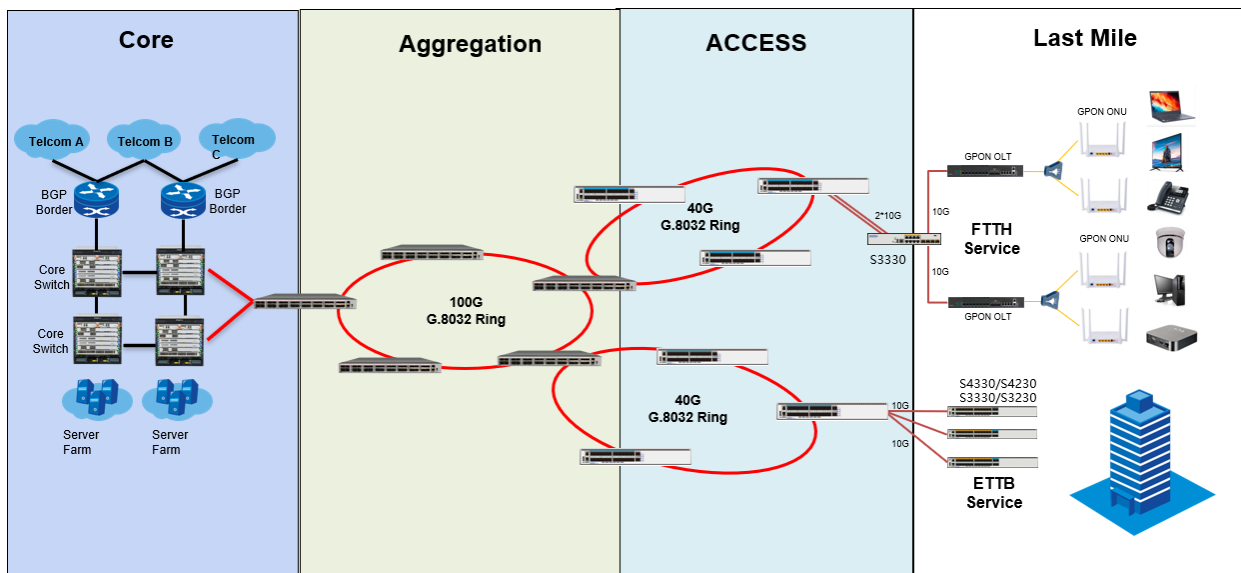 Core
Aggregation
ACCESS
Last Mile
Telcom A
Telcom B
Telcom
C
BGP
Border
BGP
Border
Core
Switch
Core
Switch
Server
Farm
Server
Farm
100G
G.8032 Ring
40G
G.8032 Ring
40G
G.8032 Ring
2*10G
S3330
10G
10G
GPON OLT
GPON ONU
FTTH
Service
GPON ONU
GPON OLT
S4330/S4230
S3330/S3230
10G
10G
ETTB
Service